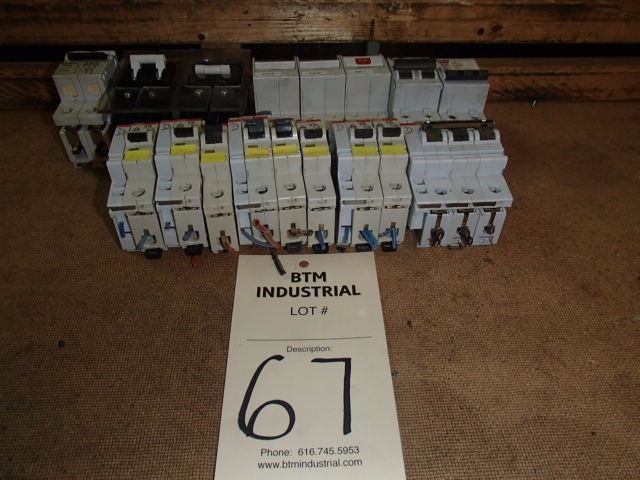 BTM
INDUSTRIAL
LOT #
Description:
67
Phone: 616.745.5953
www.btmindustrial.com